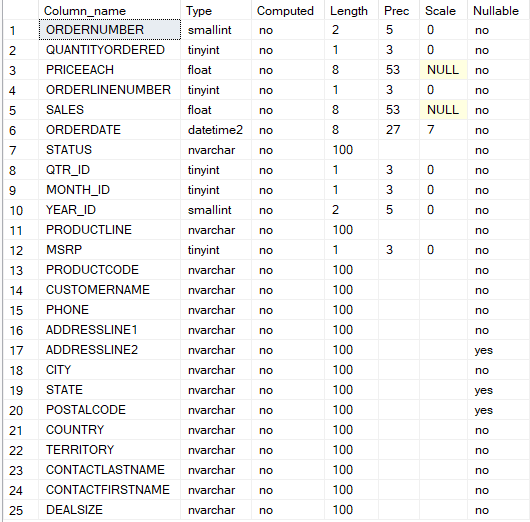 Column_name Type Computed Length Prec Scale Nullable
1 ORDERNUMBER smallint no 2 5 0 no
2 QUANTITYORDERED tinyint no 1 3 0 no
3 PRICEEACH float no 8 53 NULL no
4 ORDERLINENUMBER tinyint no 1 3 0 no
5 SALES float no 8 53 NULL no
6 ORDERDATE datetime2 no 8 27 7 no
7 STATUS nvarchar no 100 no
8 QTR_ID tinyint no 1 3 0 no
9 MONTH_ID tinyint no 1 3 0 no
10 YEAR_ID smallint no 2 5 0 no
11 PRODUCTLINE nvarchar no 100 no
12 MSRP tinyint no 1 3 0 no
13 PRODUCTCODE nvarchar no 100 no
14 CUSTOMERNAME nvarchar no 100 no
15 PHONE nvarchar no 100 no
16 ADDRESSLINE1 nvarchar no 100 no
17 ADDRESSLINE2 nvarchar no 100 yes
18 CITY nvarchar no 100 no
19 STATE nvarchar no 100 yes
20 POSTALCODE nvarchar no 100 yes
21 COUNTRY nvarchar no 100 no
22 TERRITORY nvarchar no 100 no
23 CONTACTLASTNAME nvarchar no 100 no
24 CONTACTFIRSTNAME nvarchar no 100 no
25 DEALSIZE nvarchar no 100 no